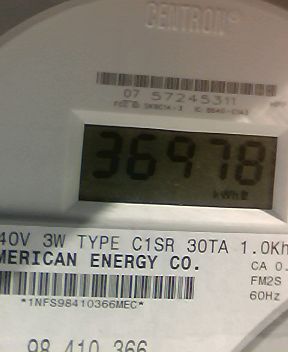 CENTRON®
07 57245311
36978
kWh
40V 3W TYPE C1SR 30TA 1.0Kh
MERICAN ENERGY CO.
CA 0.
FM2S
*1NFS98410366MEC*
60Hz
98 410 366